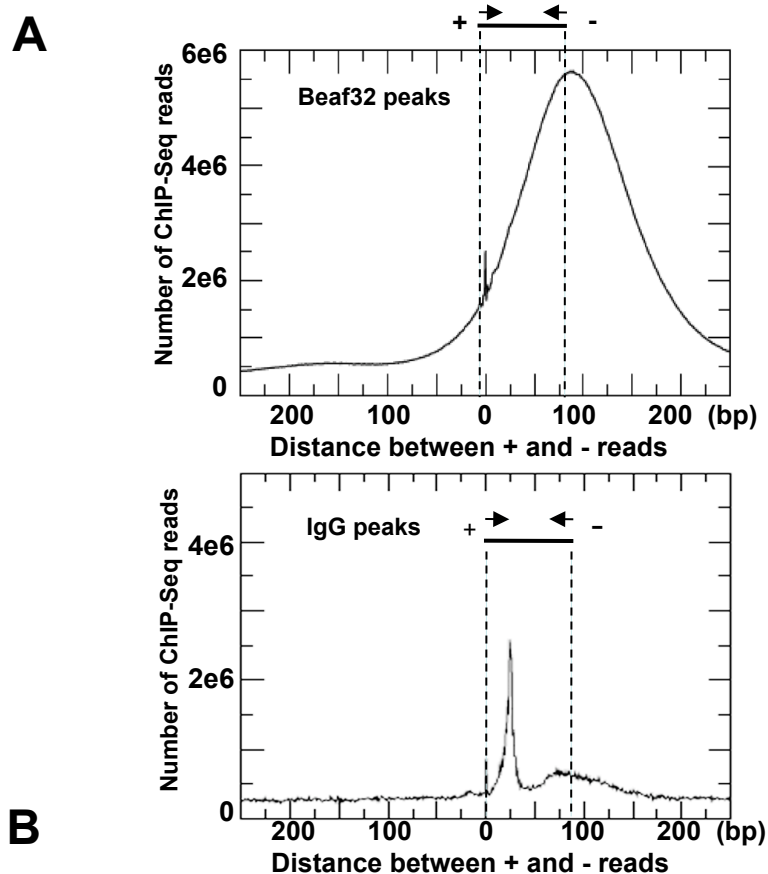 A
+ -
6e6
Beaf32 peaks
4e6
2e6
0
Number of ChIP-Seq reads
200 100 0 100 200 (bp)
Distance between + and - reads
IgG peaks
+ −
4e6
2e6
0
Number of ChIP-Seq reads
B
200 100 0 100 200 (bp)
Distance between + and - reads